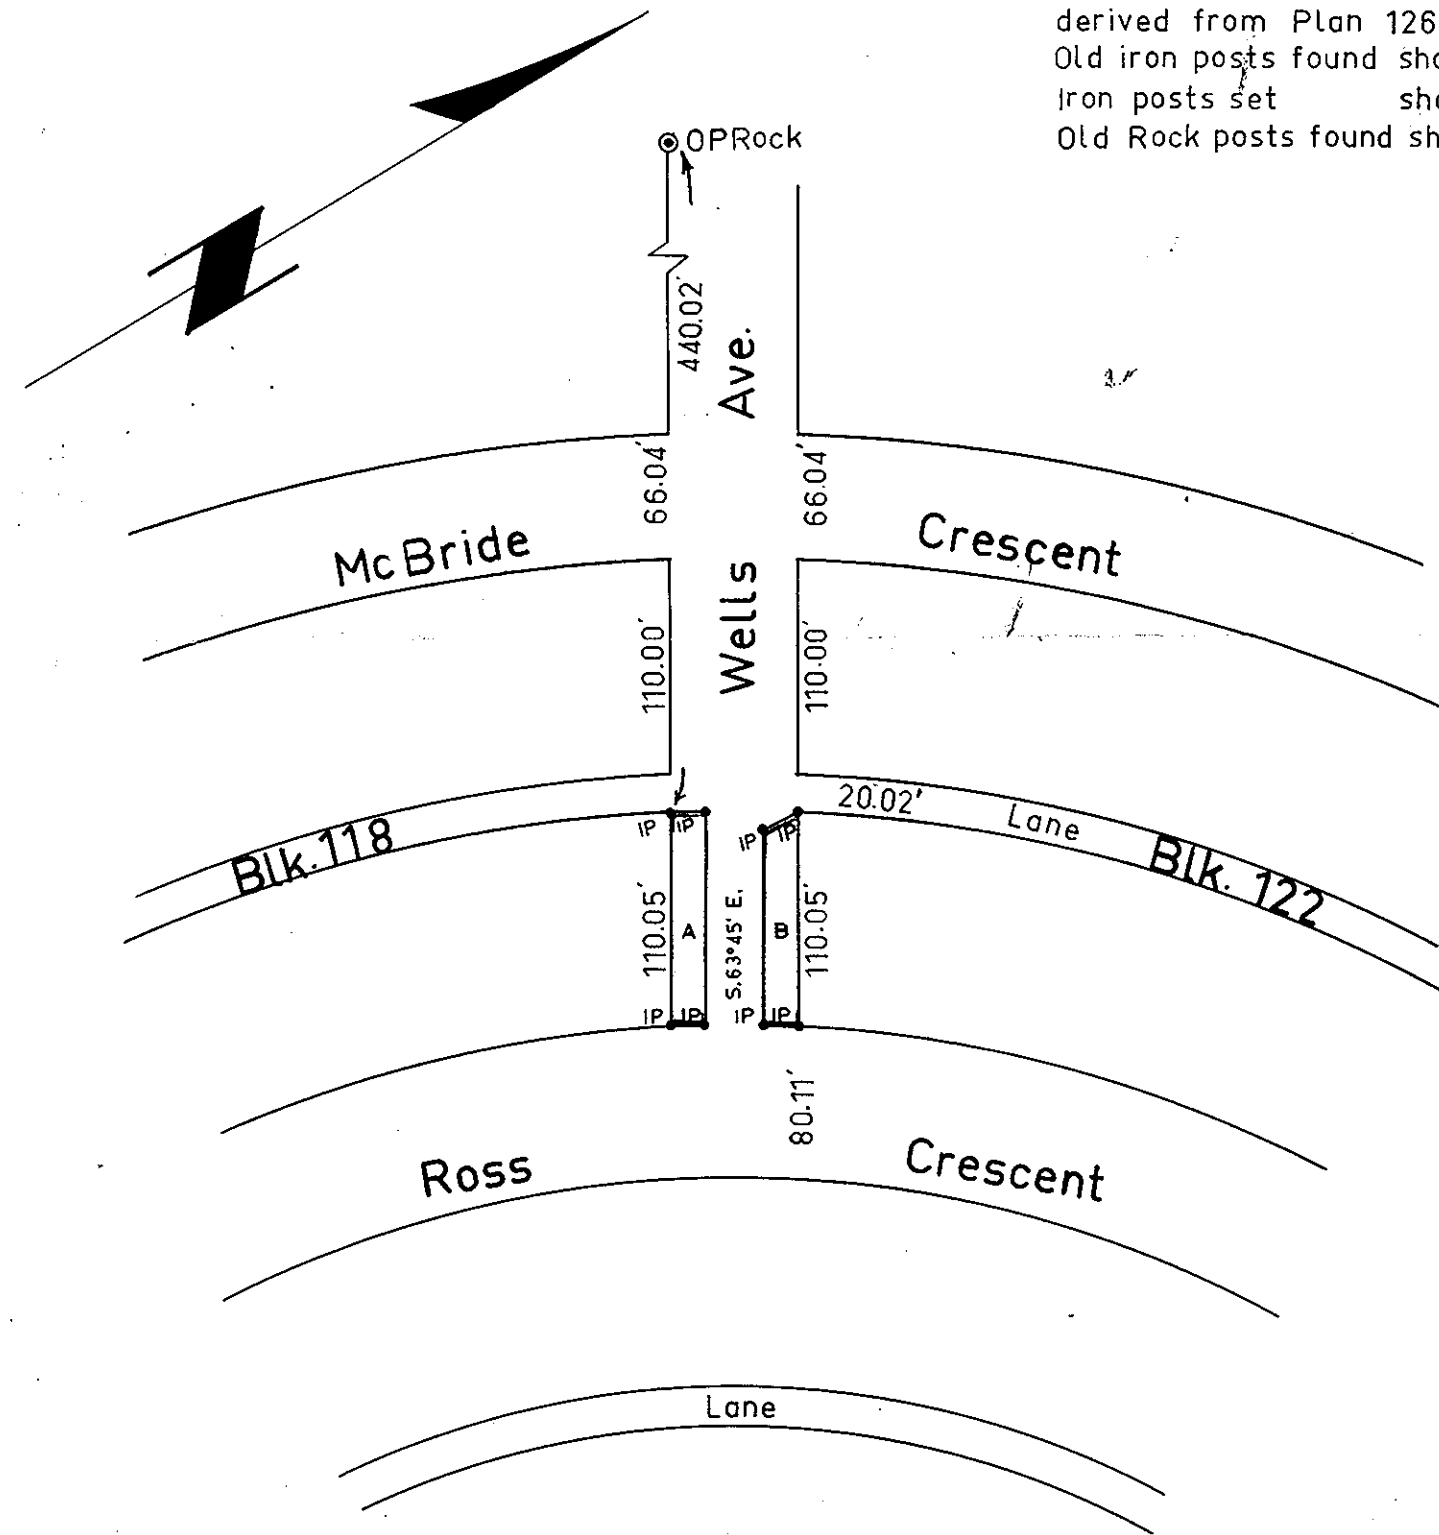 derived from Plan 126
Old iron posts found sho
Iron posts set sho
Old Rock posts found sh
OPRock
440.02'
Wells Ave.
66.04'
66.04'
McBride Crescent
110.00'
110.00'
20.02'
Lane
IP
IP
IP
IP
Blk. 118
Blk. 122
110.05'
A
S. 63°45' E.
B
110.05'
IP
IP
IP
IP
80.11'
Ross Crescent
Lane